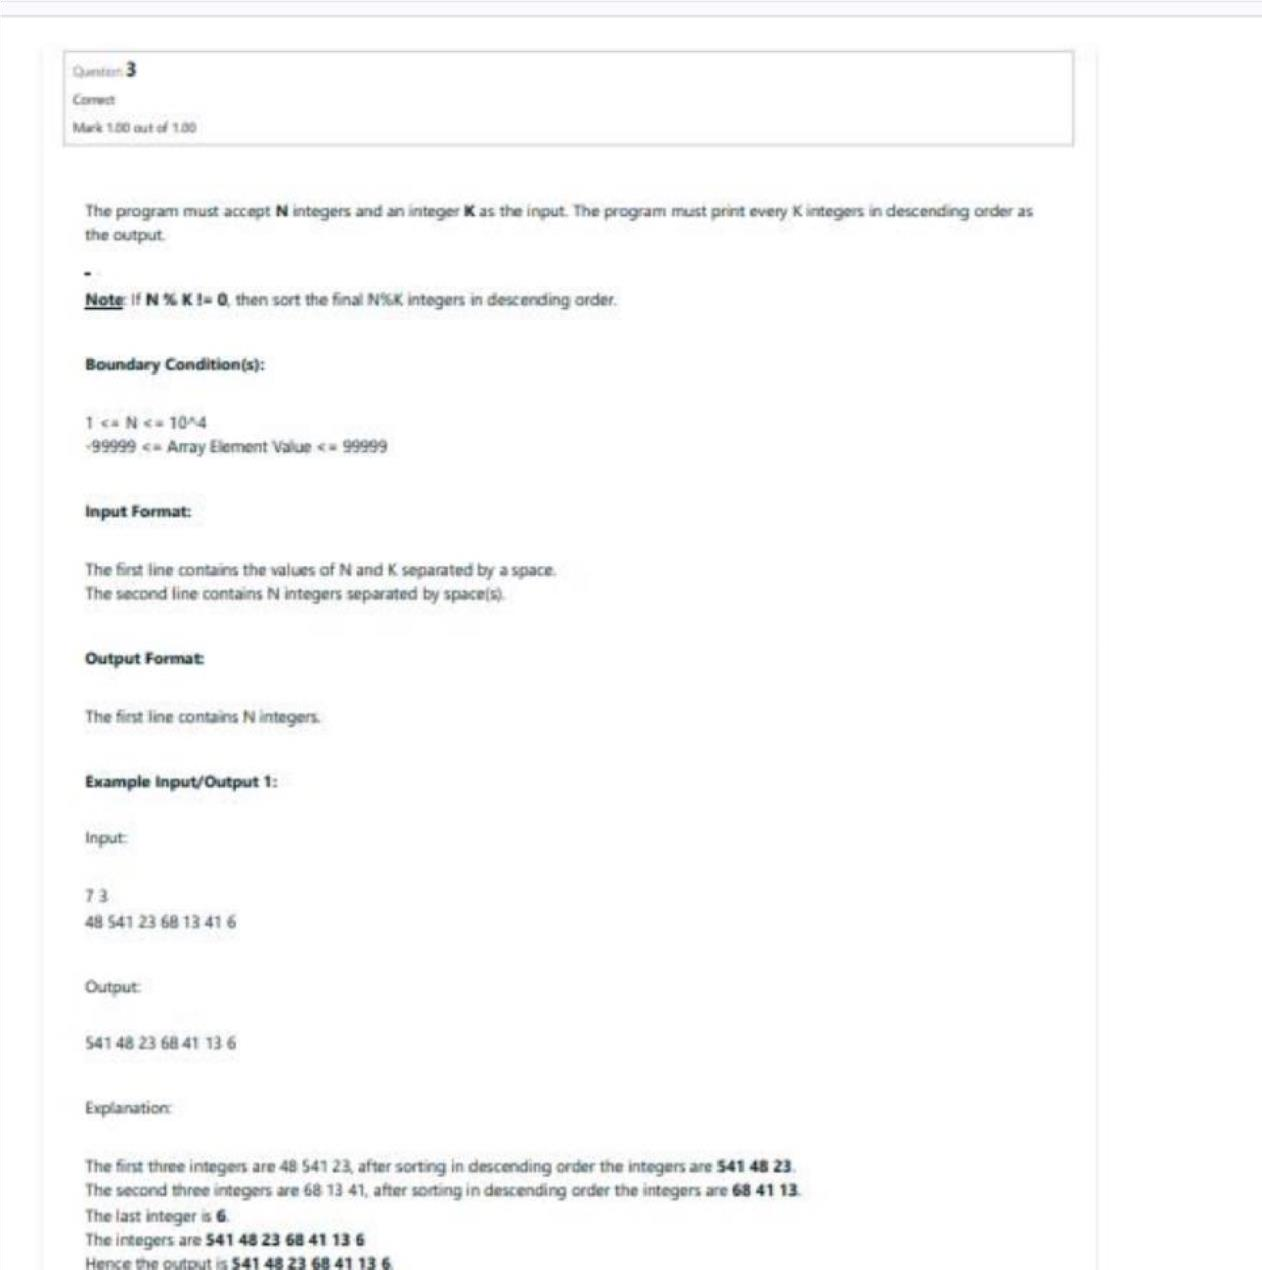 Question 3
Correct
Mark 1.00 out of 1.00
The program must accept N integers and an integer K as the input. The program must print every K integers in descending order as
the output.
-
Note: If N % K != 0, then sort the final N%K integers in descending order.
Boundary Condition(s):
1 <= N <= 10^4
-99999 <= Array Element Value <= 99999
Input Format:
The first line contains the values of N and K separated by a space.
The second line contains N integers separated by space(s).
Output Format:
The first line contains N integers.
Example Input/Output 1:
Input:
7 3
48 541 23 68 13 41 6
Output:
541 48 23 68 41 13 6
Explanation:
The first three integers are 48 541 23, after sorting in descending order the integers are 541 48 23.
The second three integers are 68 13 41, after sorting in descending order the integers are 68 41 13.
The last integer is 6.
The integers are 541 48 23 68 41 13 6
Hence the output is 541 48 23 68 41 13 6.